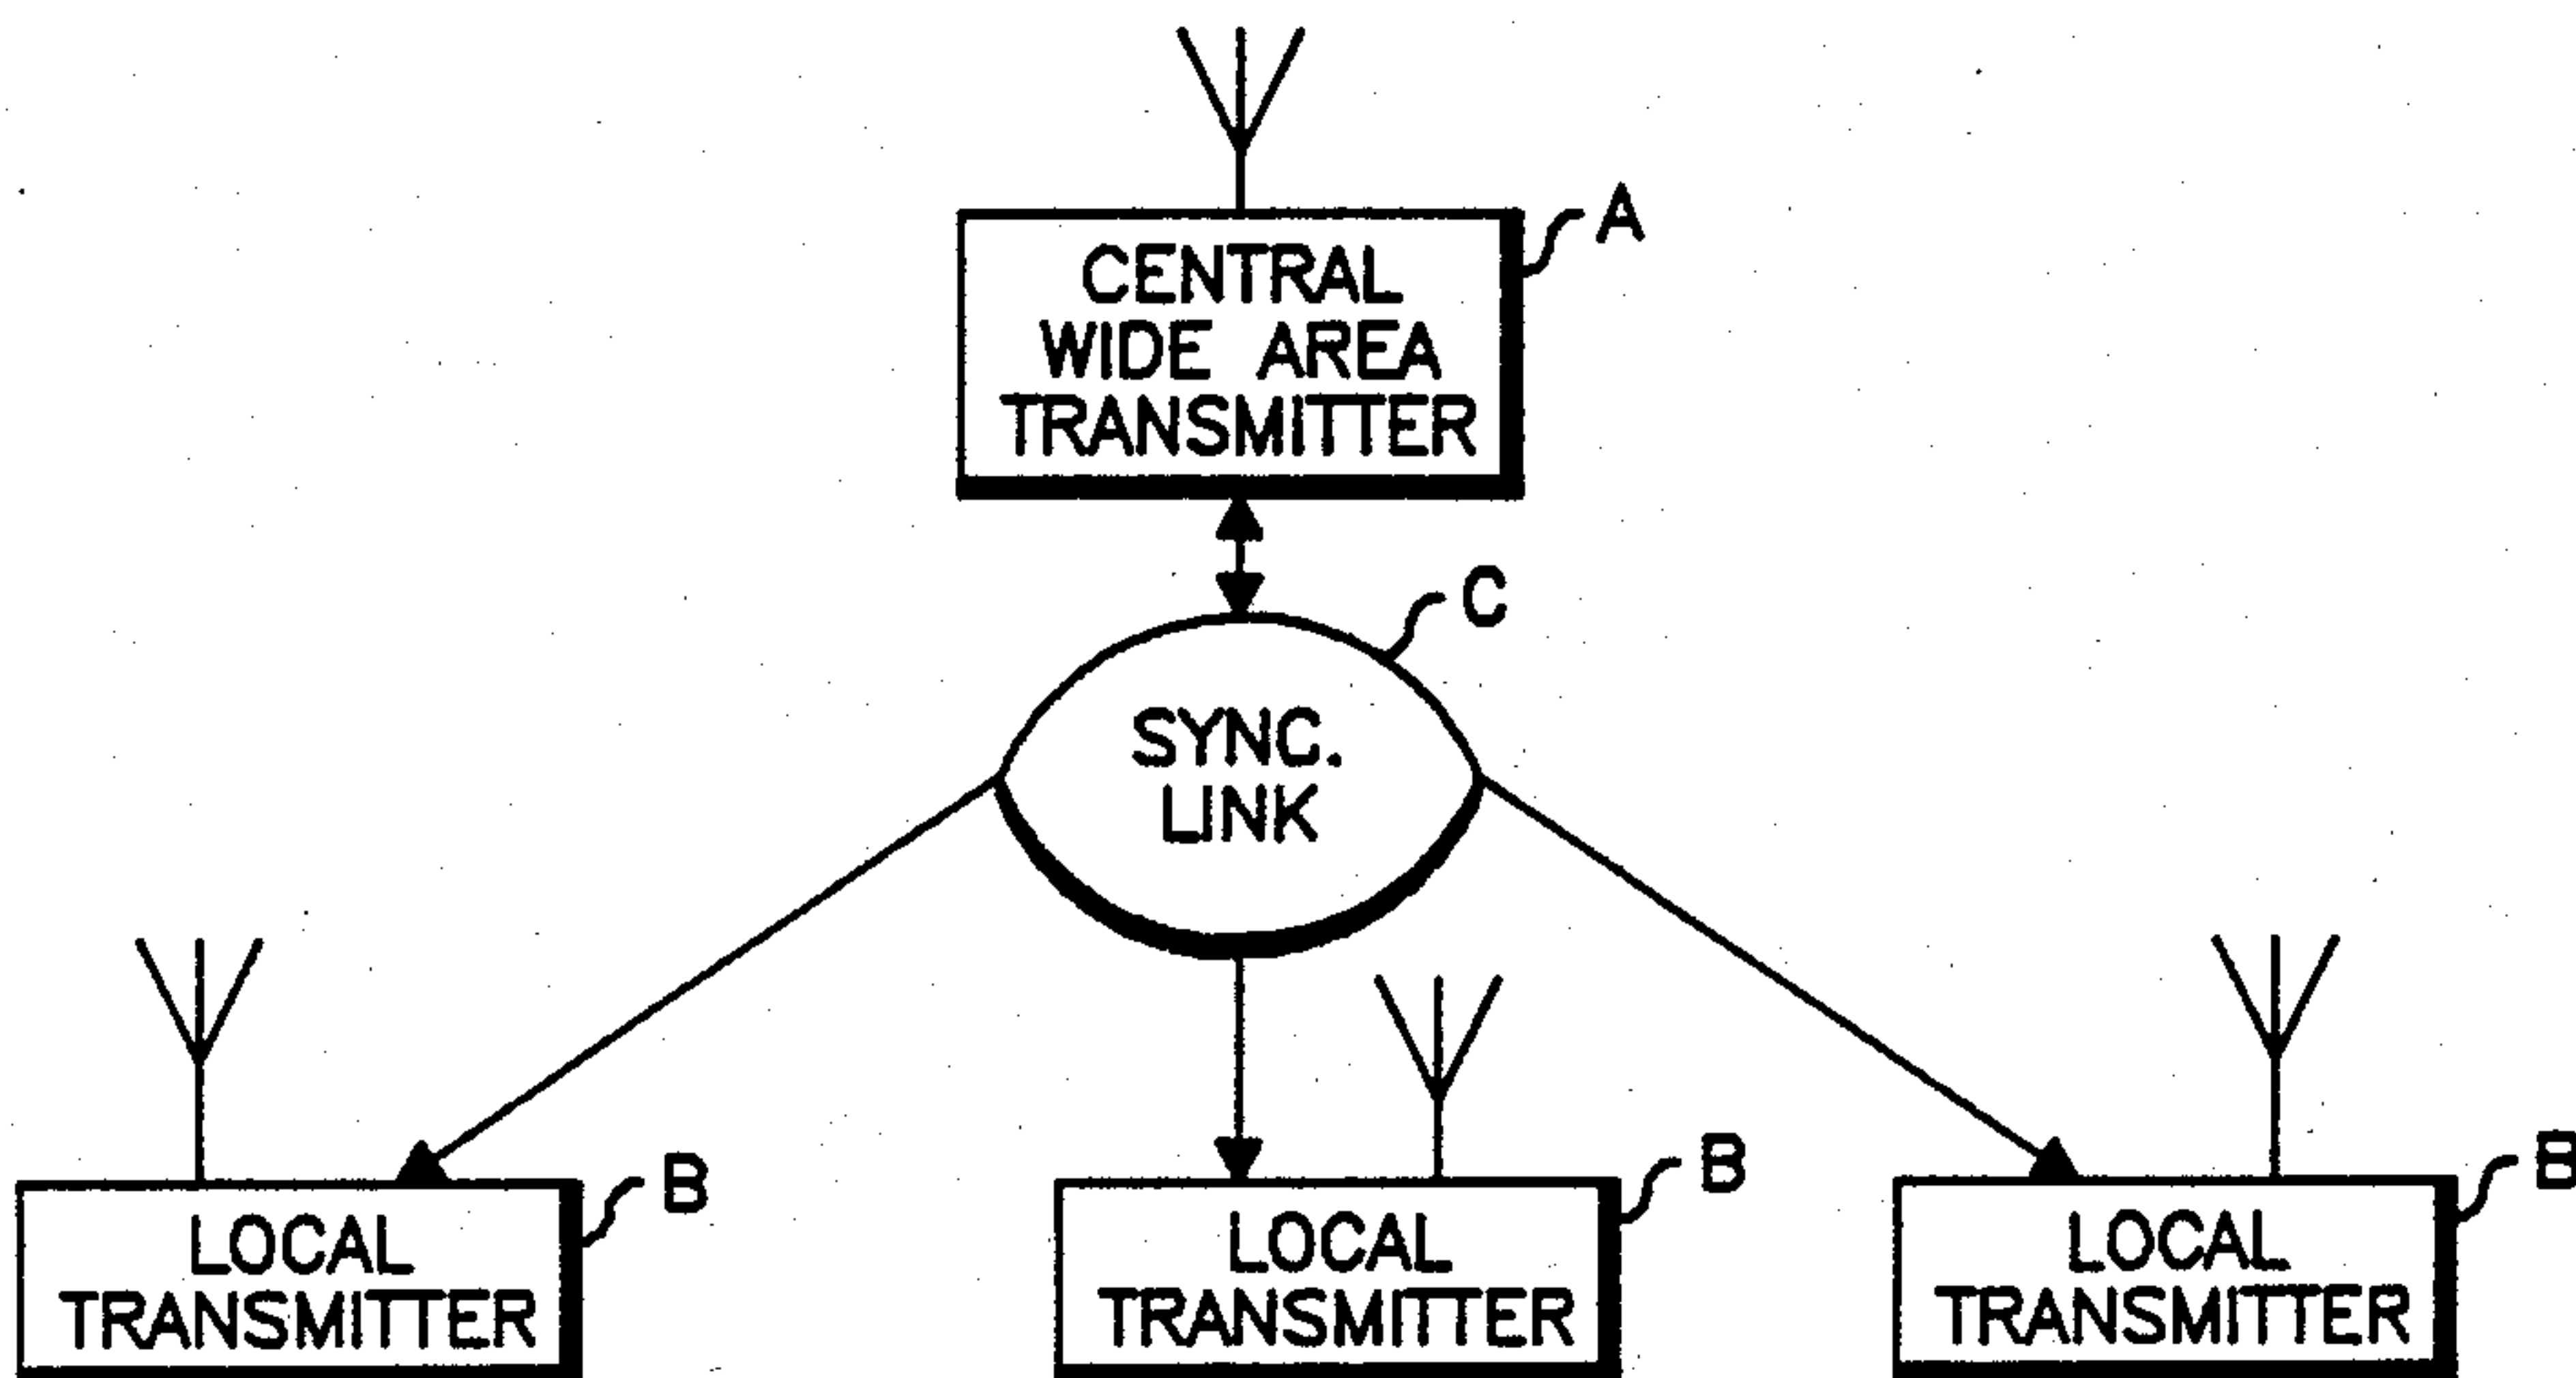 A
CENTRAL
WIDE AREA
TRANSMITTER
C
SYNC.
LINK
B
LOCAL
TRANSMITTER
B
LOCAL
TRANSMITTER
B
LOCAL
TRANSMITTER